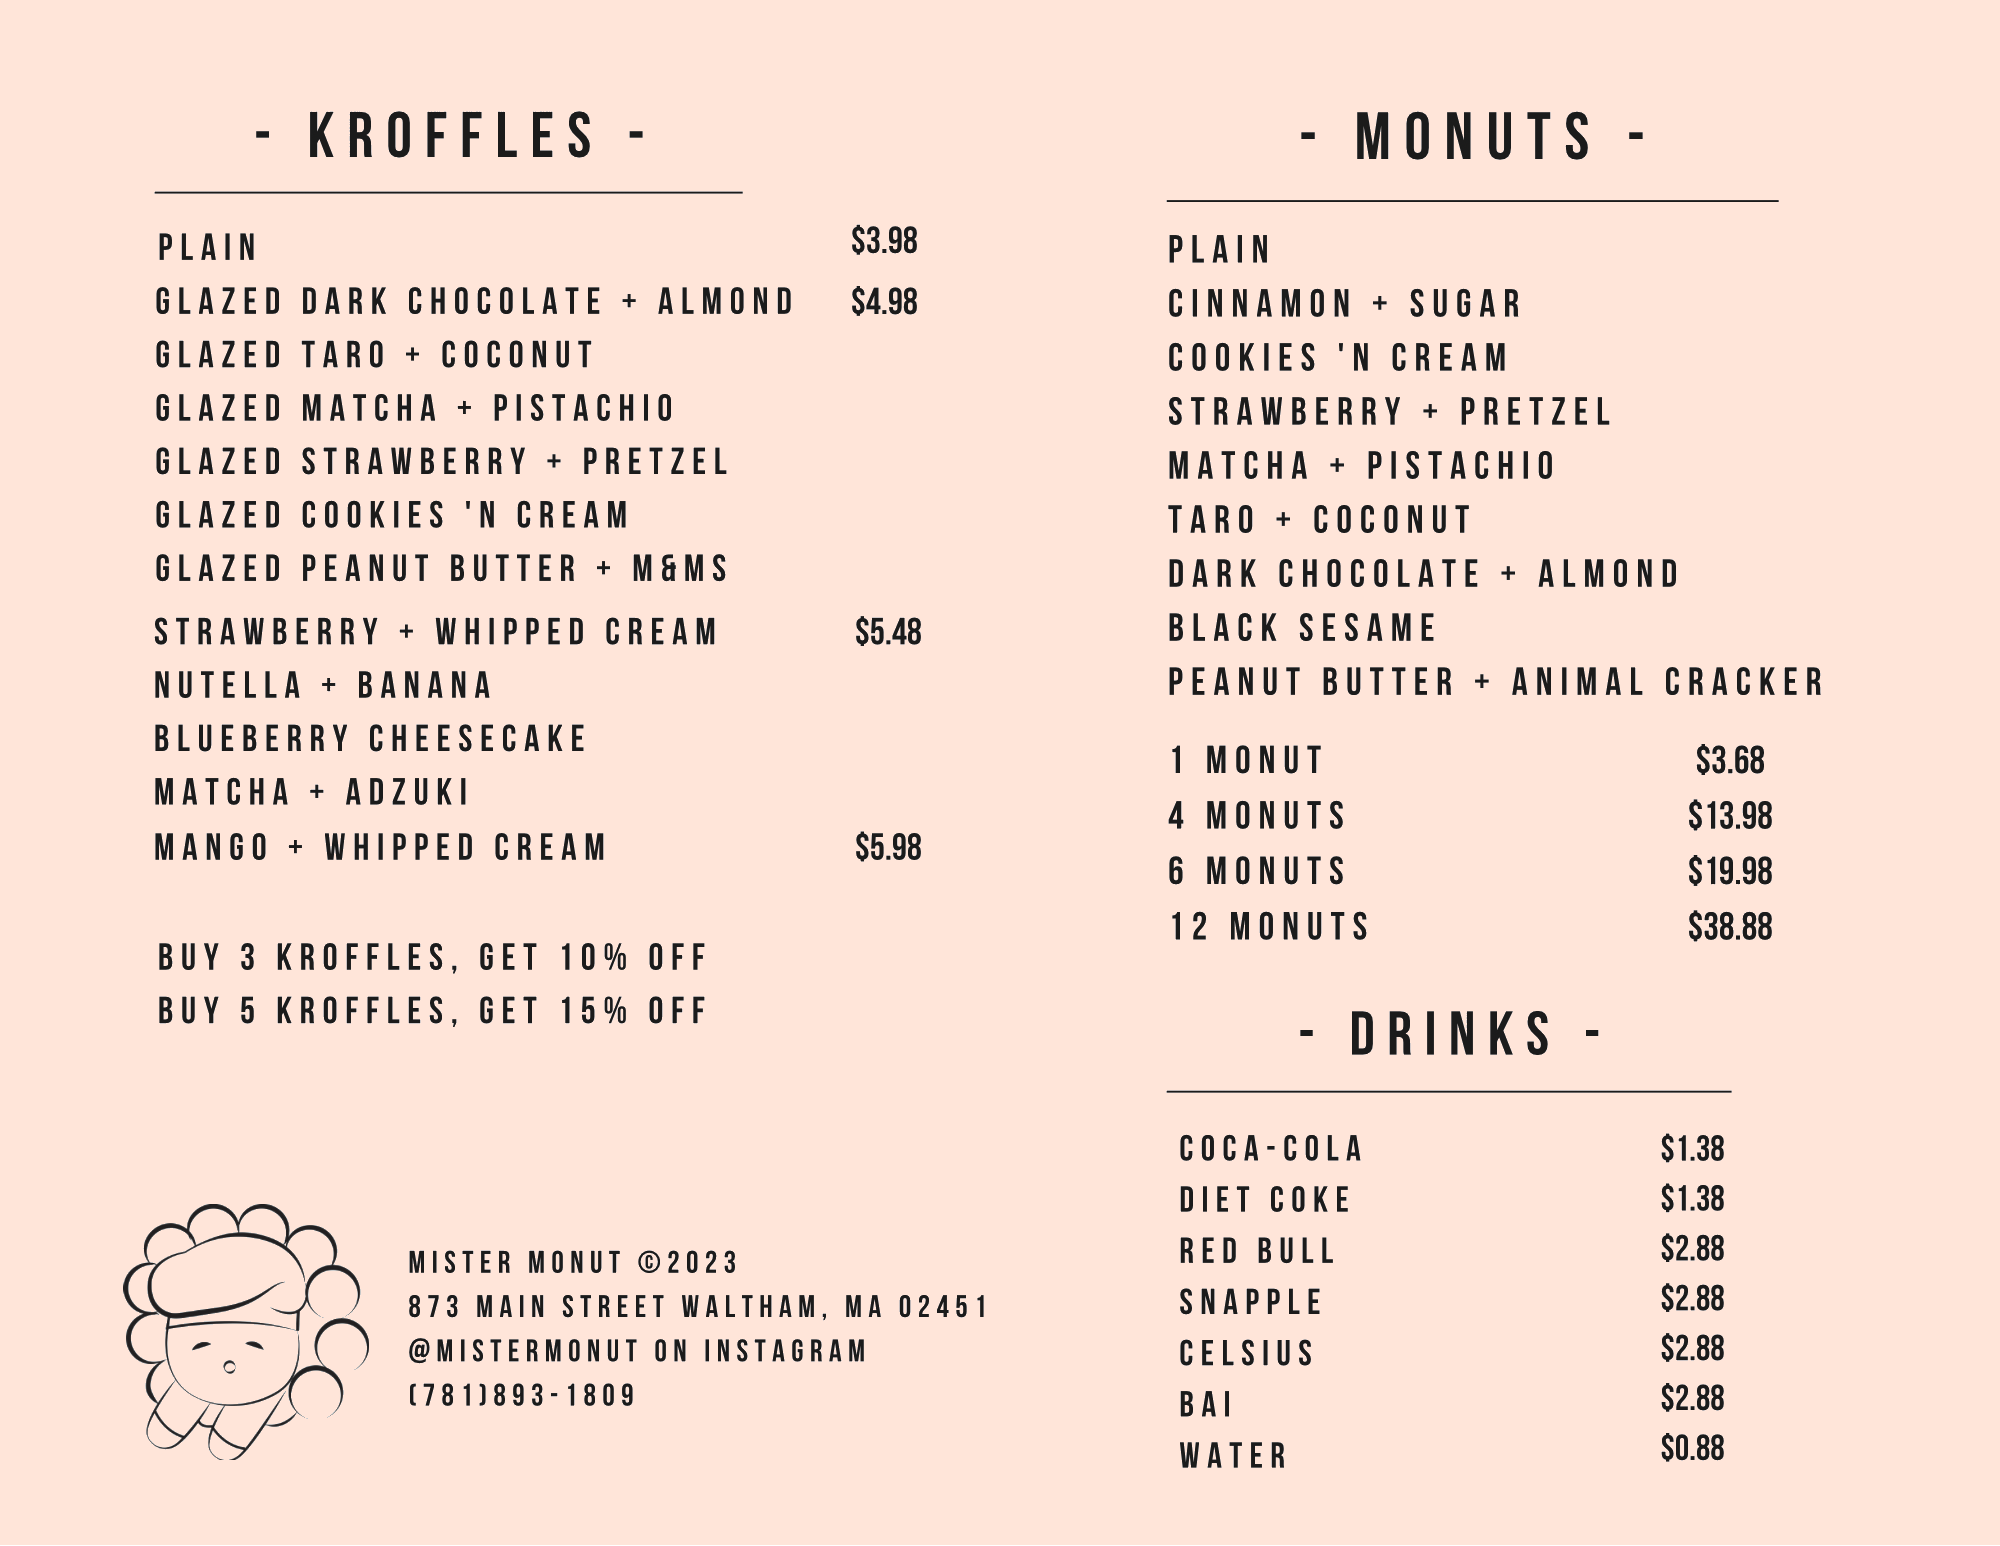 - KROFFLES -
PLAIN $3.98
GLAZED DARK CHOCOLATE + ALMOND $4.98
GLAZED TARO + COCONUT
GLAZED MATCHA + PISTACHIO
GLAZED STRAWBERRY + PRETZEL
GLAZED COOKIES 'N CREAM
GLAZED PEANUT BUTTER + M&MS
STRAWBERRY + WHIPPED CREAM $5.48
NUTELLA + BANANA
BLUEBERRY CHEESECAKE
MATCHA + ADZUKI
MANGO + WHIPPED CREAM $5.98
BUY 3 KROFFLES, GET 10% OFF
BUY 5 KROFFLES, GET 15% OFF
MISTER MONUT ©2023
873 MAIN STREET WALTHAM, MA 02451
@MISTERMONUT ON INSTAGRAM
(781)893-1809
- MONUTS -
PLAIN
CINNAMON + SUGAR
COOKIES 'N CREAM
STRAWBERRY + PRETZEL
MATCHA + PISTACHIO
TARO + COCONUT
DARK CHOCOLATE + ALMOND
BLACK SESAME
PEANUT BUTTER + ANIMAL CRACKER
1 MONUT $3.68
4 MONUTS $13.98
6 MONUTS $19.98
12 MONUTS $38.88
- DRINKS -
COCA-COLA $1.38
DIET COKE $1.38
RED BULL $2.88
SNAPPLE $2.88
CELSIUS $2.88
BAI $2.88
WATER $0.88